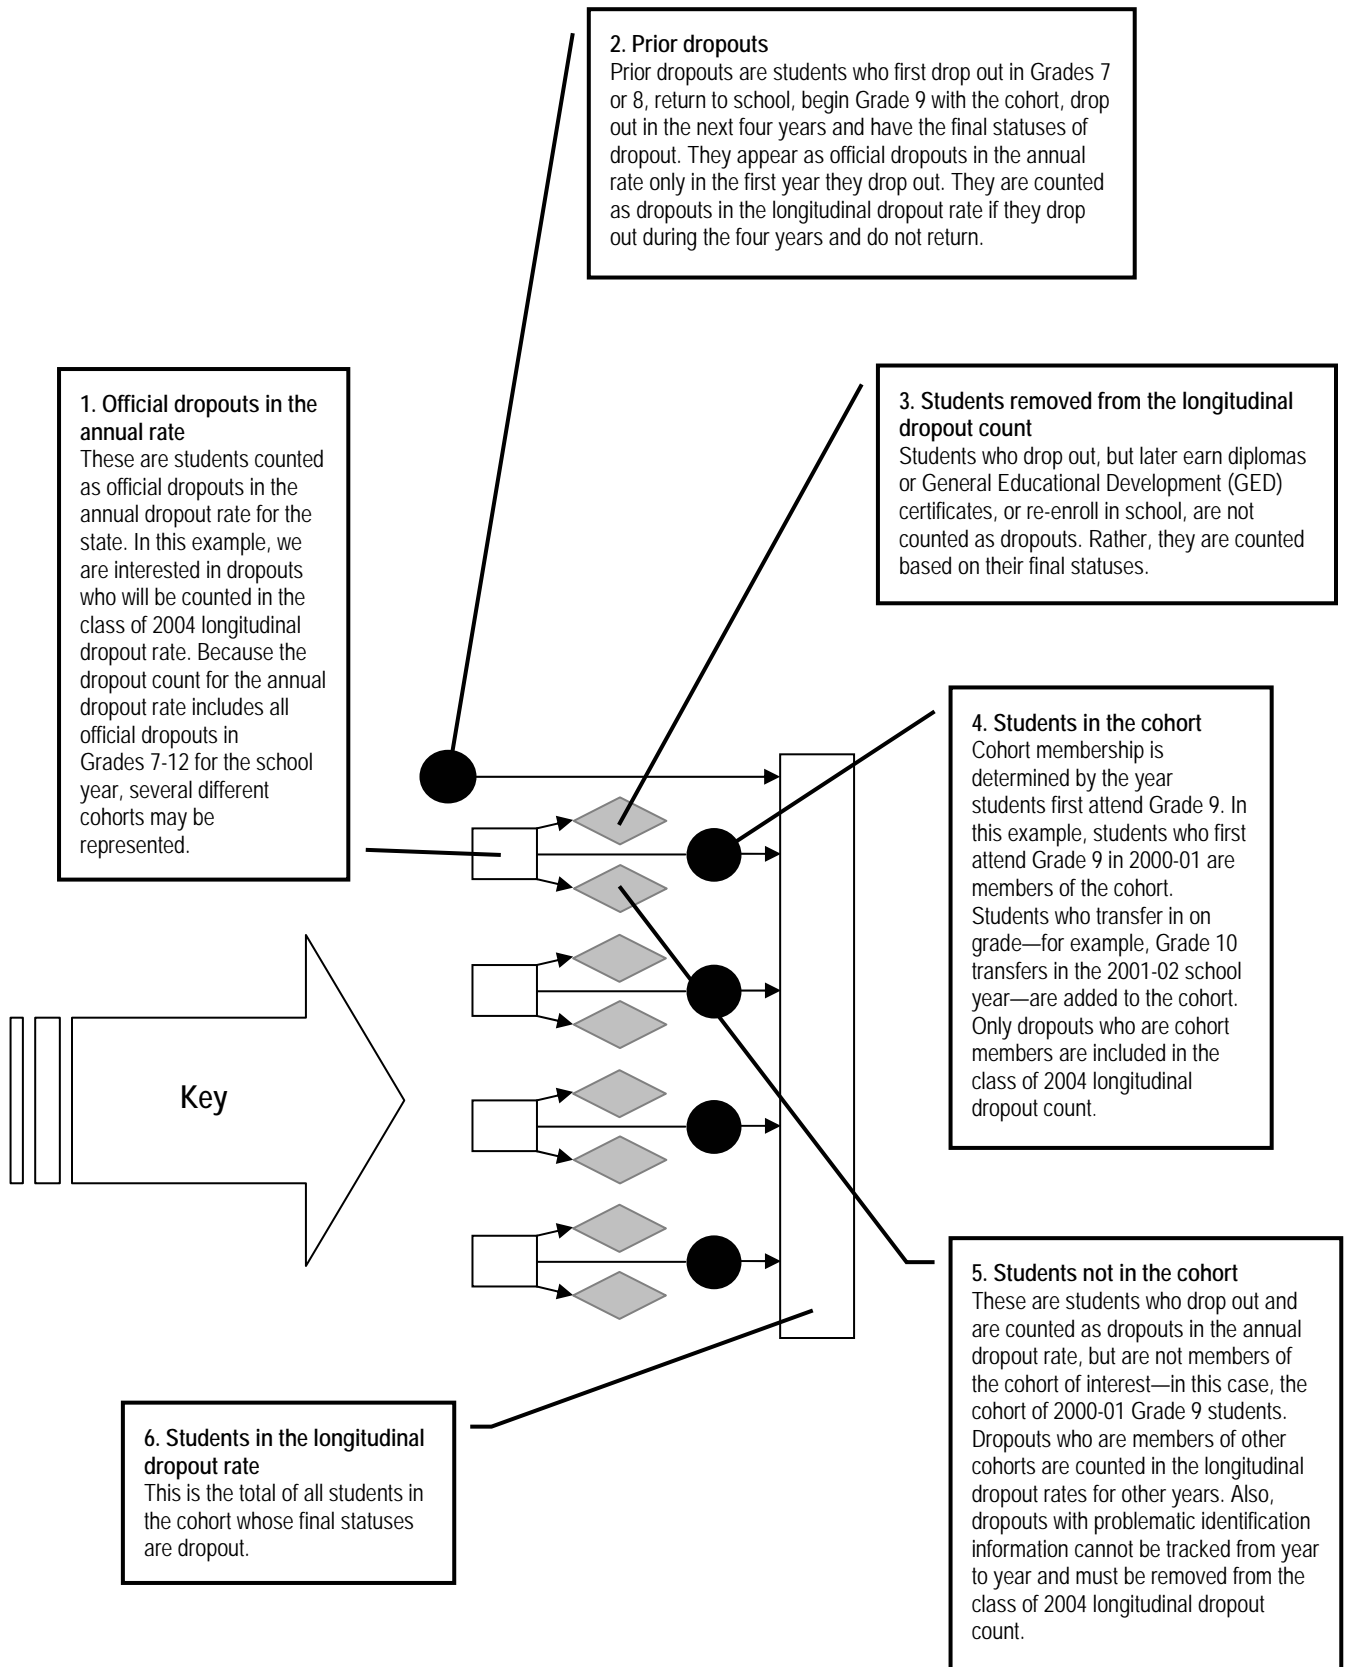 2. Prior dropouts
Prior dropouts are students who first drop out in Grades 7
or 8, return to school, begin Grade 9 with the cohort, drop
out in the next four years and have the final statuses of
dropout. They appear as official dropouts in the annual
rate only in the first year they drop out. They are counted
as dropouts in the longitudinal dropout rate if they drop
out during the four years and do not return.
1. Official dropouts in the
annual rate
These are students counted
as official dropouts in the
annual dropout rate for the
state. In this example, we
are interested in dropouts
who will be counted in the
class of 2004 longitudinal
dropout rate. Because the
dropout count for the annual
dropout rate includes all
official dropouts in
Grades 7-12 for the school
year, several different
cohorts may be
represented.
3. Students removed from the longitudinal
dropout count
Students who drop out, but later earn diplomas
or General Educational Development (GED)
certificates, or re-enroll in school, are not
counted as dropouts. Rather, they are counted
based on their final statuses.
4. Students in the cohort
Cohort membership is
determined by the year
students first attend Grade 9. In
this example, students who first
attend Grade 9 in 2000-01 are
members of the cohort.
Students who transfer in on
grade—for example, Grade 10
transfers in the 2001-02 school
year—are added to the cohort.
Only dropouts who are cohort
members are included in the
class of 2004 longitudinal
dropout count.
Key
5. Students not in the cohort
These are students who drop out and
are counted as dropouts in the annual
dropout rate, but are not members of
the cohort of interest—in this case, the
cohort of 2000-01 Grade 9 students.
Dropouts who are members of other
cohorts are counted in the longitudinal
dropout rates for other years. Also,
dropouts with problematic identification
information cannot be tracked from year
to year and must be removed from the
class of 2004 longitudinal dropout
count.
6. Students in the longitudinal
dropout rate
This is the total of all students in
the cohort whose final statuses
are dropout.